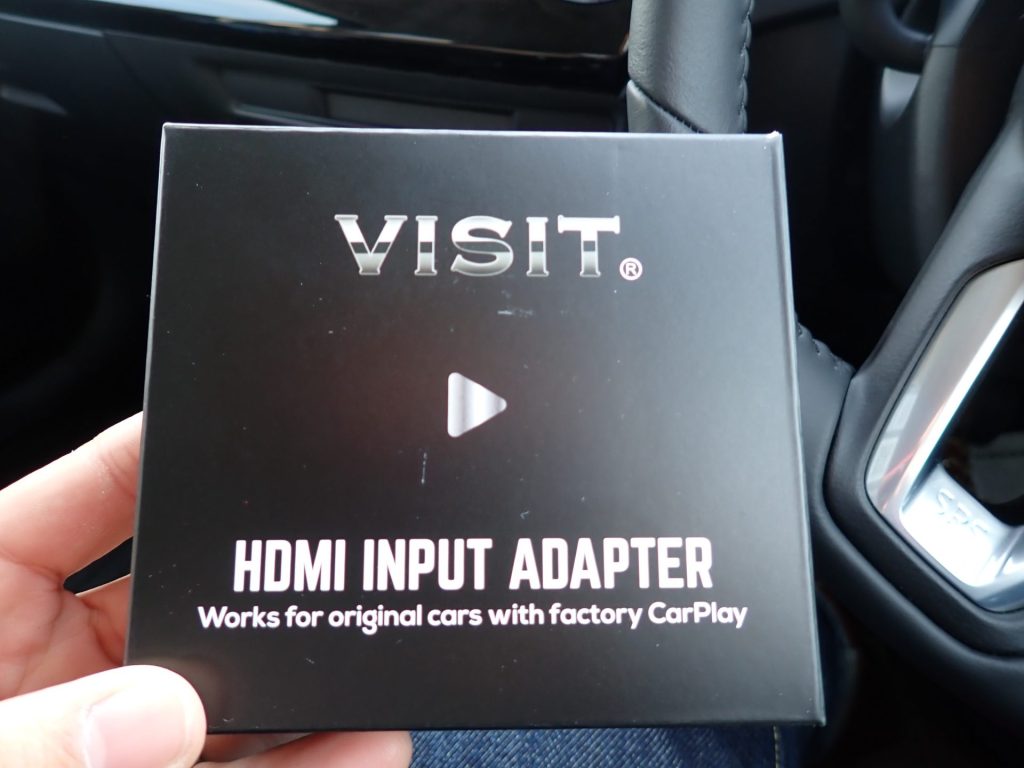 VISIT®
HDMI INPUT ADAPTER
Works for original cars with factory CarPlay